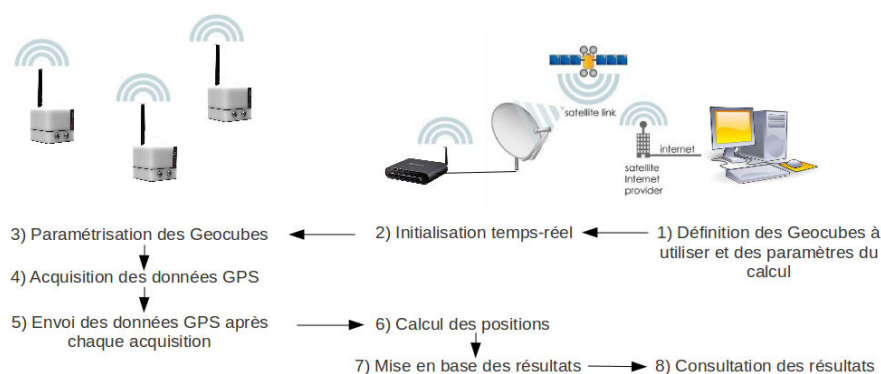 satellite link
internet
satellite
Internet
provider
3) Paramétrisation des Geocubes
2) Initialisation temps-réel
1) Définition des Geocubes à
utiliser et des paramètres du
calcul
4) Acquisition des données GPS
5) Envoi des données GPS après
chaque acquisition
6) Calcul des positions
7) Mise en base des résultats
8) Consultation des résultats